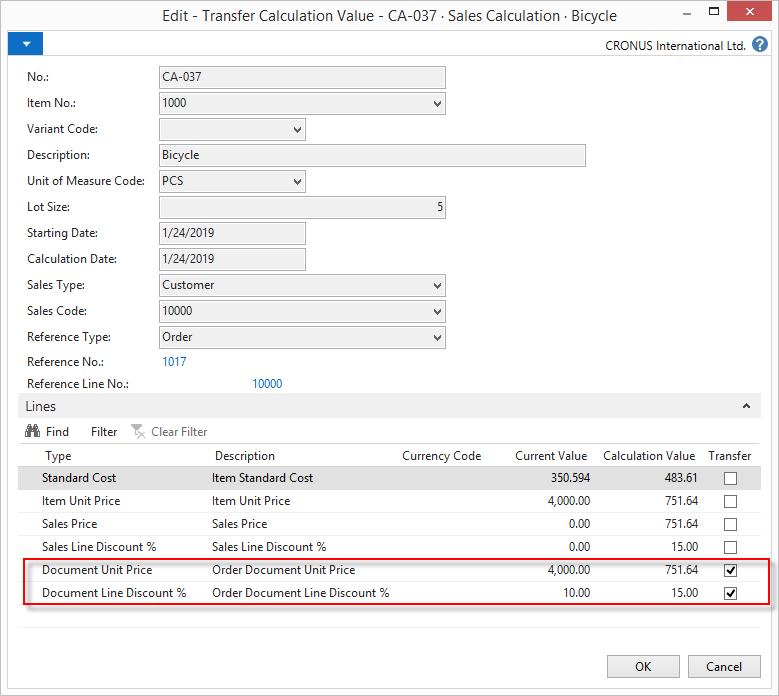 Edit - Transfer Calculation Value - CA-037 · Sales Calculation · Bicycle
CRONUS International Ltd. ?
No.: CA-037
Item No.: 1000
Variant Code:
Description: Bicycle
Unit of Measure Code: PCS
Lot Size: 5
Starting Date: 1/24/2019
Calculation Date: 1/24/2019
Sales Type: Customer
Sales Code: 10000
Reference Type: Order
Reference No.: 1017
Reference Line No.: 10000
Lines
Find Filter Clear Filter
Type Description Currency Code Current Value Calculation Value Transfer
Standard Cost Item Standard Cost 350.594 483.61
Item Unit Price Item Unit Price 4,000.00 751.64
Sales Price Sales Price 0.00 751.64
Sales Line Discount % Sales Line Discount % 0.00 15.00
Document Unit Price Order Document Unit Price 4,000.00 751.64
Document Line Discount % Order Document Line Discount % 10.00 15.00
OK Cancel